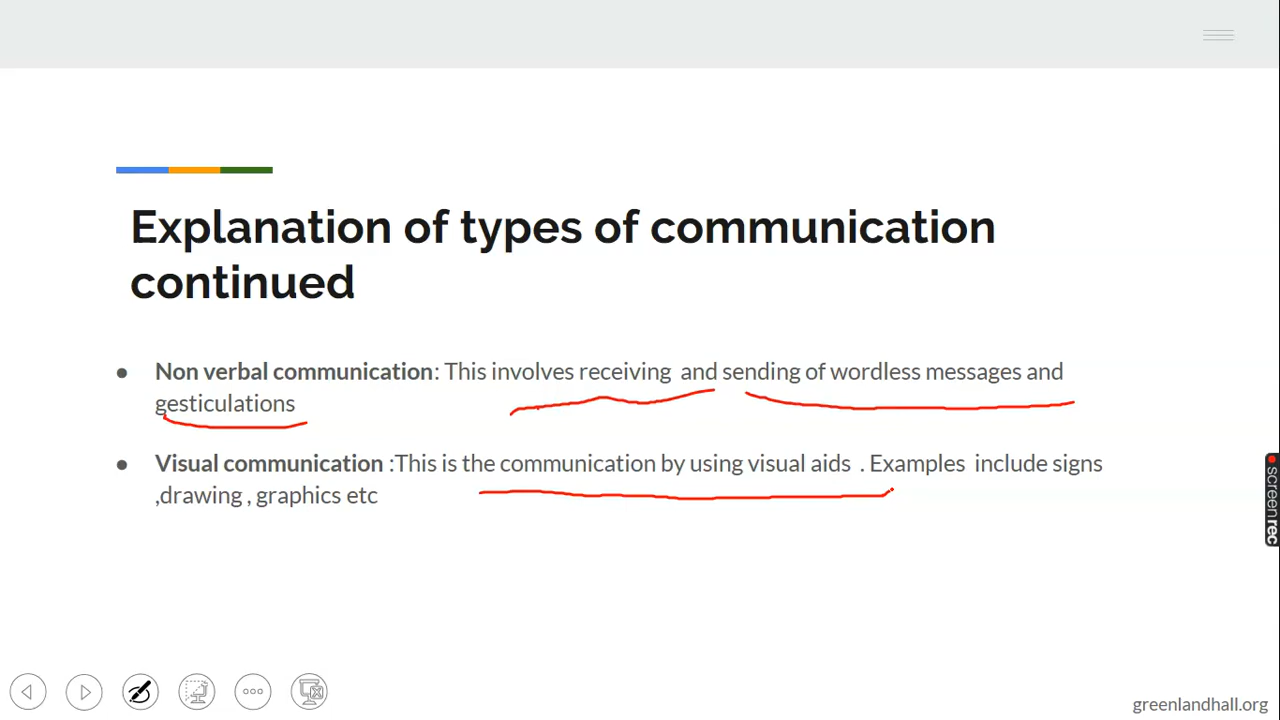 Explanation of types of communication
continued
● Non verbal communication: This involves receiving and sending of wordless messages and
gesticulations
● Visual communication :This is the communication by using visual aids . Examples include signs
,drawing , graphics etc
screenrec
greenlandhall.org